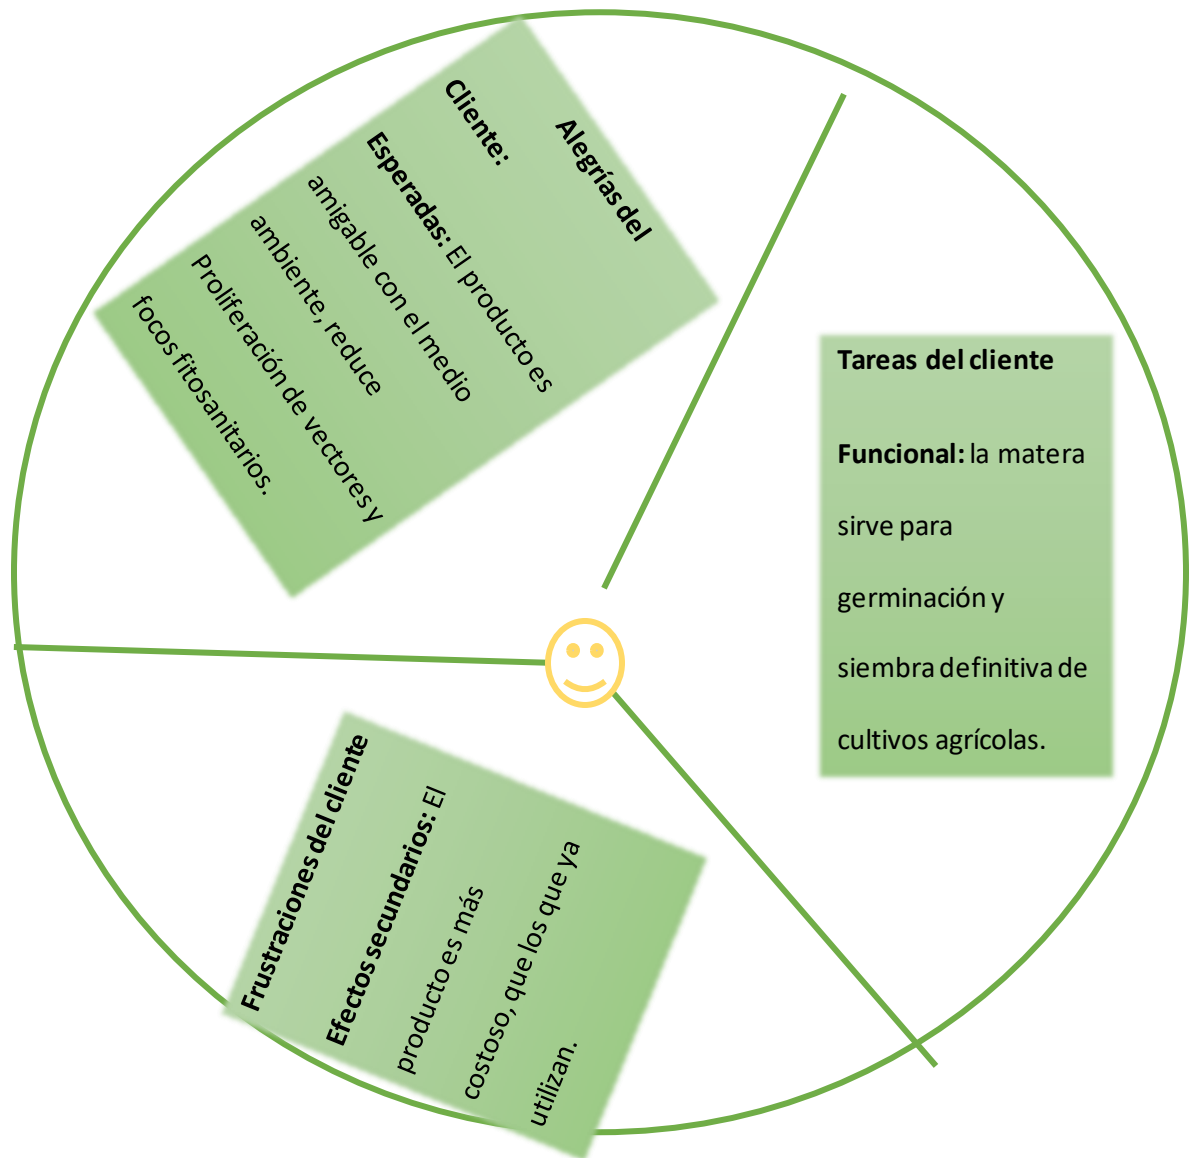 Alegrías del
Cliente:
Esperadas: El producto es
amigable con el medio
ambiente, reduce
Proliferación de vectores y
focos fitosanitarios.
Tareas del cliente
Funcional: la matera
sirve para
germinación y
siembra definitiva de
cultivos agrícolas.
Frustraciones del cliente
Efectos secundarios: El
producto es más
costoso, que los que ya
utilizan.